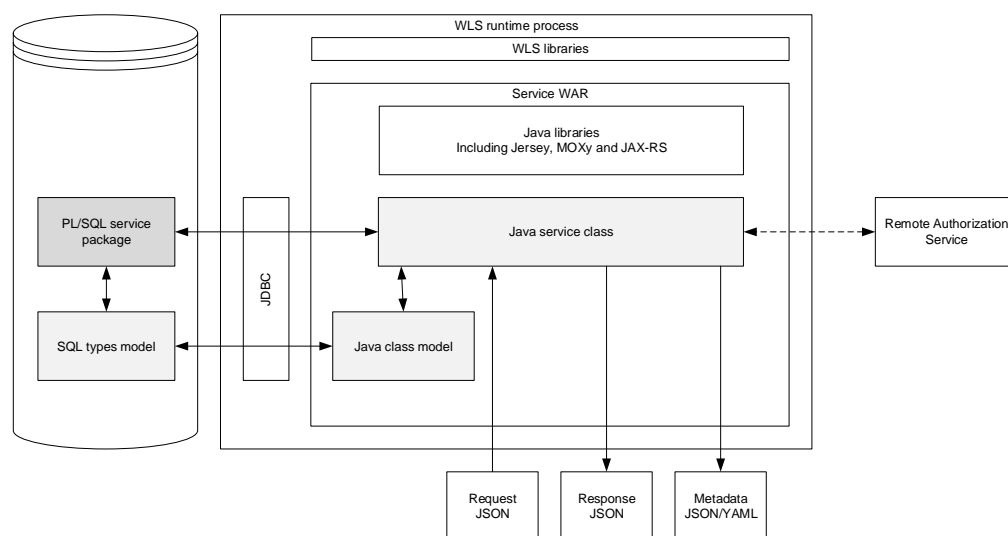 WLS runtime process
WLS libraries
Service WAR
Java libraries
Including Jersey, MOXy and JAX-RS
PL/SQL service
package
JDBC
Java service class
Remote Authorization
Service
SQL types model
Java class model
Request
JSON
Response
JSON
Metadata
JSON/YAML